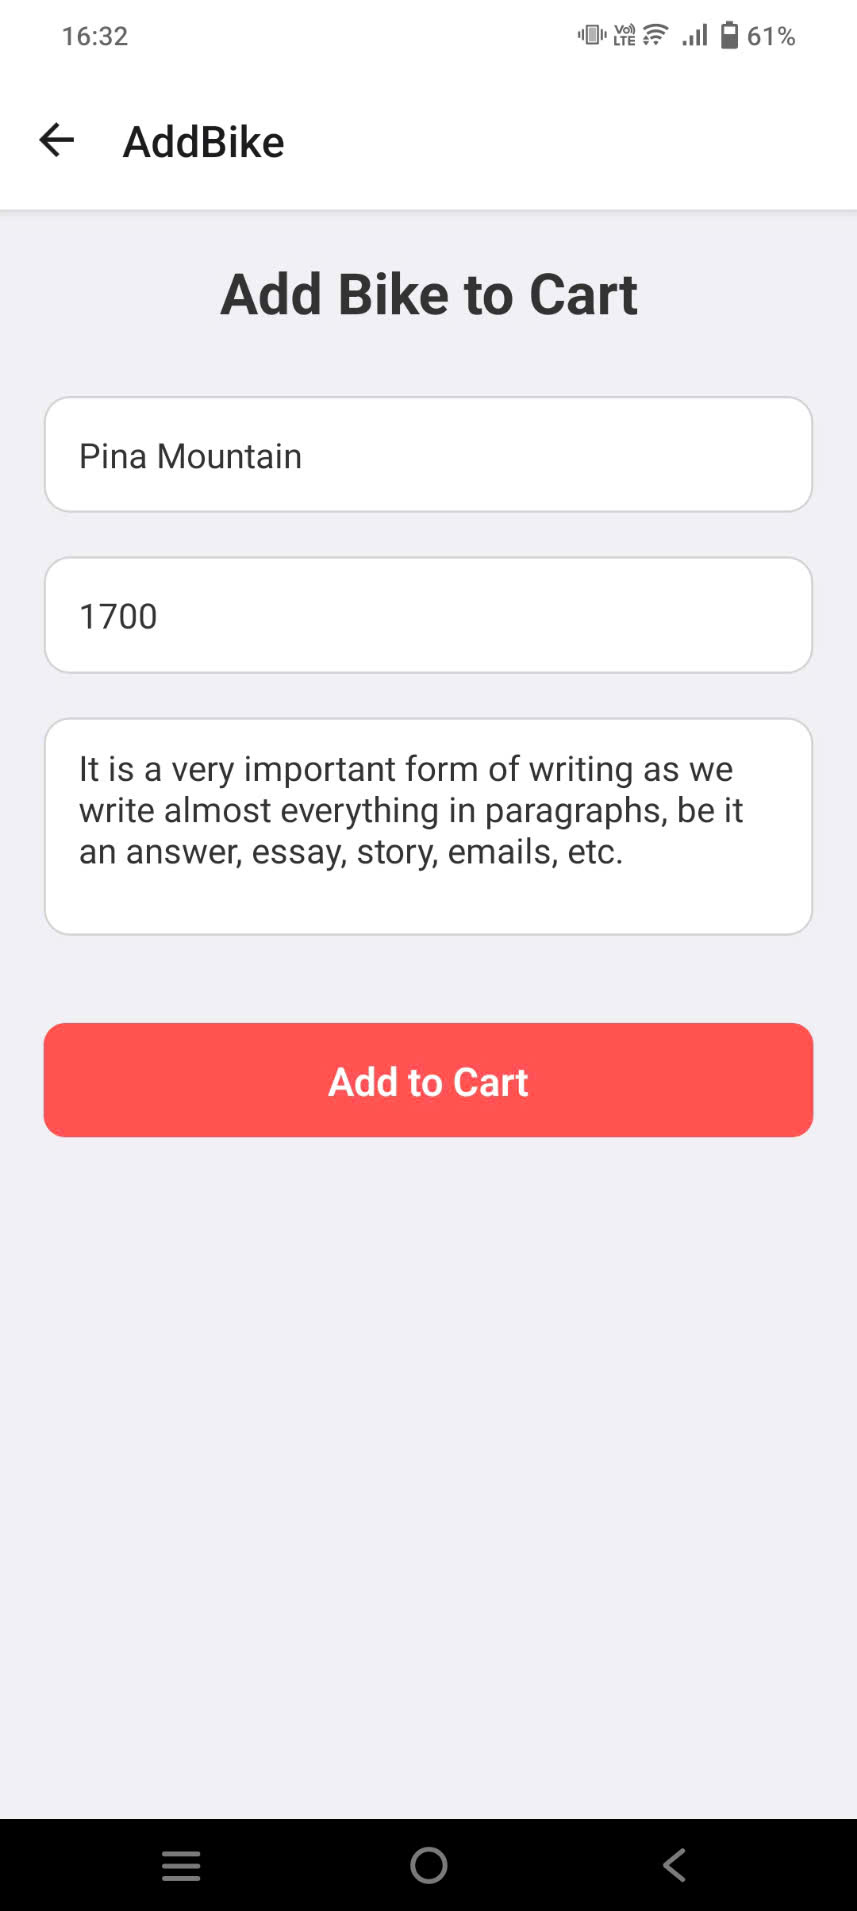 16:32
Vo)) LTE 61%
AddBike
Add Bike to Cart
Pina Mountain
1700
It is a very important form of writing as we
write almost everything in paragraphs, be it
an answer, essay, story, emails, etc.
Add to Cart